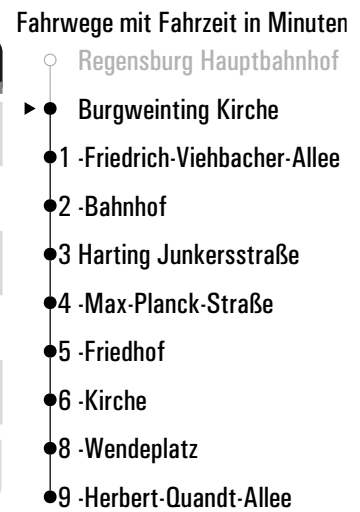 Fahrwege mit Fahrzeit in Minuten
Regensburg Hauptbahnhof
Burgweinting Kirche
1 -Friedrich-Viehbacher-Allee
2 -Bahnhof
3 Harting Junkersstraße
4 -Max-Planck-Straße
5 -Friedhof
6 -Kirche
8 -Wendeplatz
9 -Herbert-Quandt-Allee